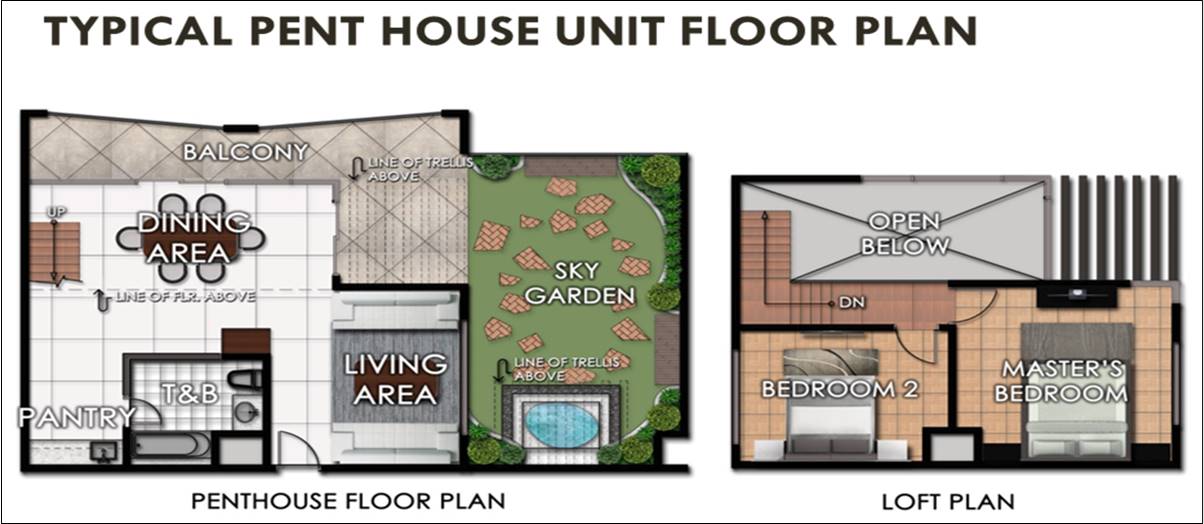 TYPICAL PENT HOUSE UNIT FLOOR PLAN
BALCONY
LINE OF TRELLIS
ABOVE
UP
DINING
AREA
LINE OF FLR. ABOVE
SKY
GARDEN
LIVING
AREA
LINE OF TRELLIS
ABOVE
T&B
PANTRY
PENTHOUSE FLOOR PLAN
OPEN
BELOW
DN
BEDROOM 2
MASTER'S
BEDROOM
LOFT PLAN